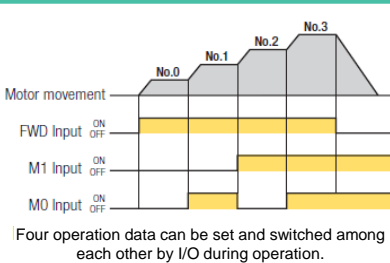 No.3
No.2
No.1
No.0
Motor movement
FWD Input ON OFF
M1 Input ON OFF
M0 Input ON OFF
Four operation data can be set and switched among
each other by I/O during operation.